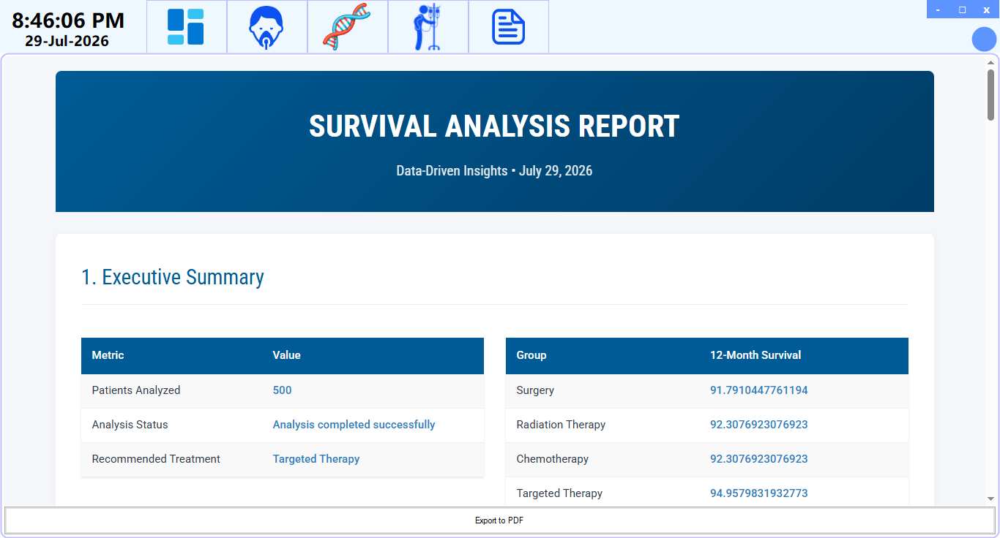 8:46:06 PM
29-Jul-2026
- □ x
SURVIVAL ANALYSIS REPORT
Data-Driven Insights • July 29, 2026
1. Executive Summary
Metric Value
Patients Analyzed 500
Analysis Status Analysis completed successfully
Recommended Treatment Targeted Therapy
Group 12-Month Survival
Surgery 91.7910447761194
Radiation Therapy 92.3076923076923
Chemotherapy 92.3076923076923
Targeted Therapy 94.9579831932773
Export to PDF